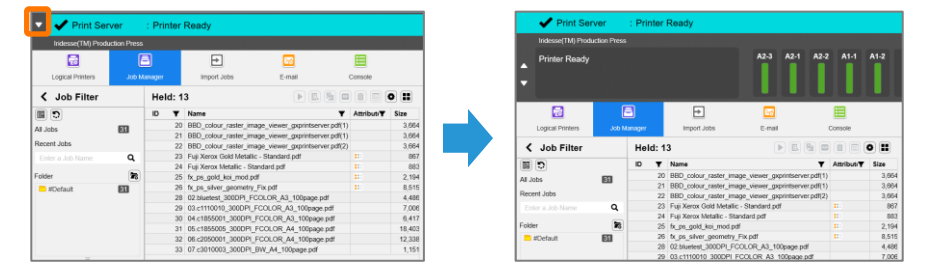 Print Server : Printer Ready
Iridesse(TM) Production Press
Logical Printers Job Manager Import Jobs E-mail Console
Job Filter Held: 13
ID Name Attribut Size
All Jobs 31
Recent Jobs
Enter a Job Name
Folder
#Default 31
20 BBD_colour_raster_image_viewer_gxprintserver.pdf(1) 3,664
21 BBD_colour_raster_image_viewer_gxprintserver.pdf(1) 3,664
22 BBD_colour_raster_image_viewer_gxprintserver.pdf(2) 3,664
23 Fuji Xerox Gold Metallic - Standard.pdf 867
24 Fuji Xerox Metallic - Standard.pdf 883
25 fx_ps_gold_koi_mod.pdf 2,194
26 fx_ps_silver_geometry_Fix.pdf 8,515
28 02.bluetest_300DPI_FCOLOR_A3_100page.pdf 4,486
29 03.c1110010_300DPI_FCOLOR_A3_100page.pdf 7,006
30 04.c1855001_300DPI_FCOLOR_A4_100page.pdf 6,417
31 05.c1855005_300DPI_FCOLOR_A4_100page.pdf 18,403
32 06.c2050001_300DPI_FCOLOR_A4_100page.pdf 12,338
33 07.c3010003_300DPI_BW_A4_100page.pdf 1,151
Print Server : Printer Ready
Iridesse(TM) Production Press
Printer Ready A2-3 A2-1 A2-2 A1-1 A1-2
Logical Printers Job Manager Import Jobs E-mail Console
Job Filter Held: 13
ID Name Attribut Size
All Jobs 31
Recent Jobs
Enter a Job Name
Folder
#Default 31
20 BBD_colour_raster_image_viewer_gxprintserver.pdf(1) 3,664
21 BBD_colour_raster_image_viewer_gxprintserver.pdf(1) 3,664
22 BBD_colour_raster_image_viewer_gxprintserver.pdf(2) 3,664
23 Fuji Xerox Gold Metallic - Standard.pdf 867
24 Fuji Xerox Metallic - Standard.pdf 883
25 fx_ps_gold_koi_mod.pdf 2,194
26 fx_ps_silver_geometry_Fix.pdf 8,515
28 02.bluetest_300DPI_FCOLOR_A3_100page.pdf 4,486
29 03.c1110010_300DPI_FCOLOR_A3_100page.pdf 7,006